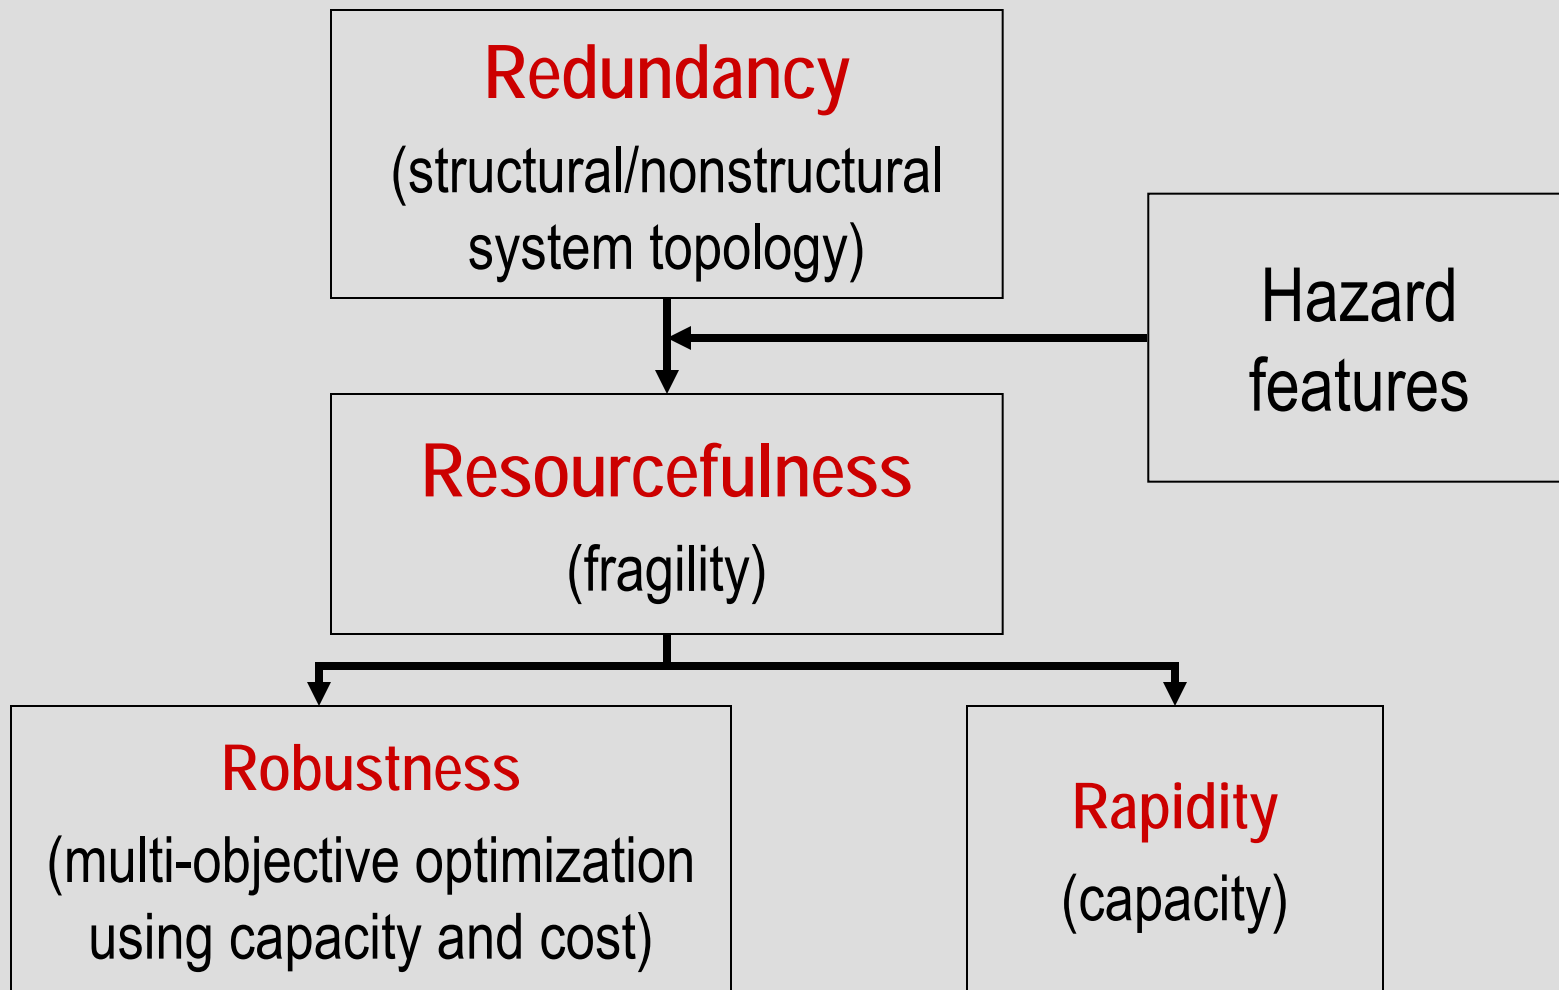 Redundancy
(structural/nonstructural
system topology)
Hazard
features
Resourcefulness
(fragility)
Robustness
(multi-objective optimization
using capacity and cost)
Rapidity
(capacity)